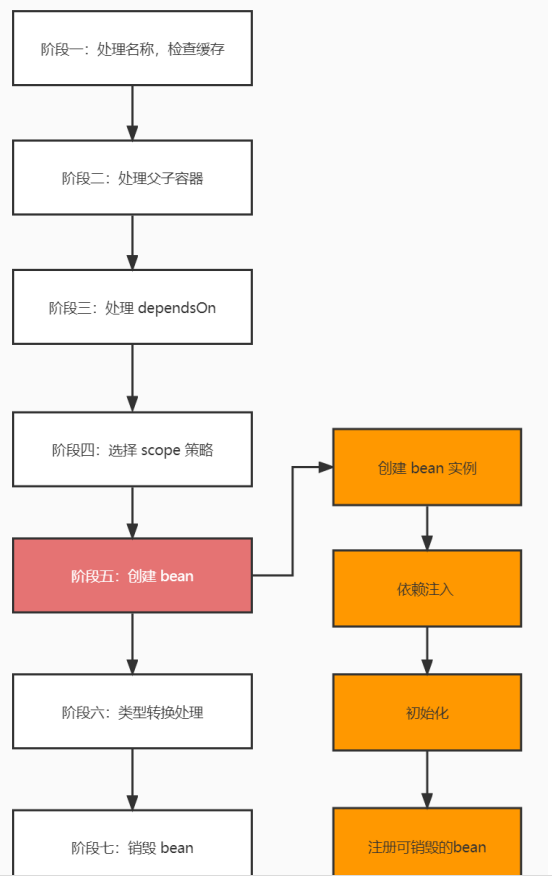 阶段一：处理名称，检查缓存
阶段二：处理父子容器
阶段三：处理 dependsOn
阶段四：选择 scope 策略
阶段五：创建 bean
阶段六：类型转换处理
阶段七：销毁 bean
创建 bean 实例
依赖注入
初始化
注册可销毁的bean